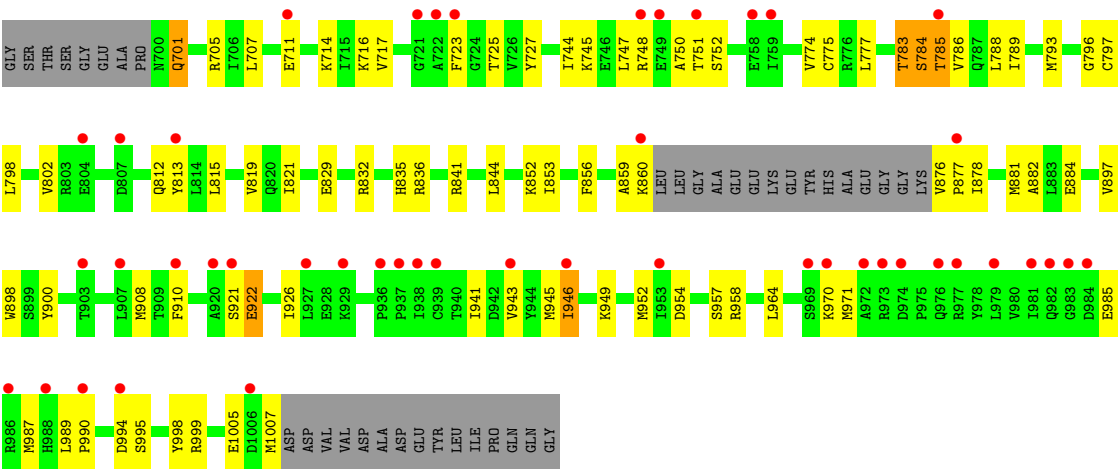 GLY SER THR SER GLY GLU ALA PRO N700 Q701 R705 I706 L707 E711 K714 I715 K716 V717 G721 A722 F723 G724 T725 V726 Y727 I744 K745 E746 L747 R748 E749 A750 T751 S752 E758 I759 V774 C775 R776 L777 T783 S784 T785 V786 Q787 L788 I789 M793 G796 C797
L798 V802 R803 E804 D807 Q812 Y813 L814 L815 V819 Q820 I821 E829 R832 H835 R836 R841 L844 K852 I853 F856 A859 K860 LEU LEU GLY ALA GLU GLU LYS GLU TYR HIS ALA GLU GLY GLY LYS V876 P877 I878 M881 A882 L883 E884 V897
W898 S899 Y900 T903 L907 M908 T909 F910 A920 S921 E922 I926 L927 E928 K929 P936 P937 I938 C939 T940 I941 D942 V943 Y944 M945 I946 K949 M952 I953 D954 S957 R958 L964 S969 K970 M971 A972 R973 D974 P975 Q976 R977 Y978 L979 V980 I981 Q982 G983 D984 E985
R986 M987 H988 L989 P990 D994 S995 Y998 R999 E1005 D1006 M1007 ASP ASP VAL VAL ASP ALA ASP GLU TYR LEU ILE PRO GLN GLN GLY